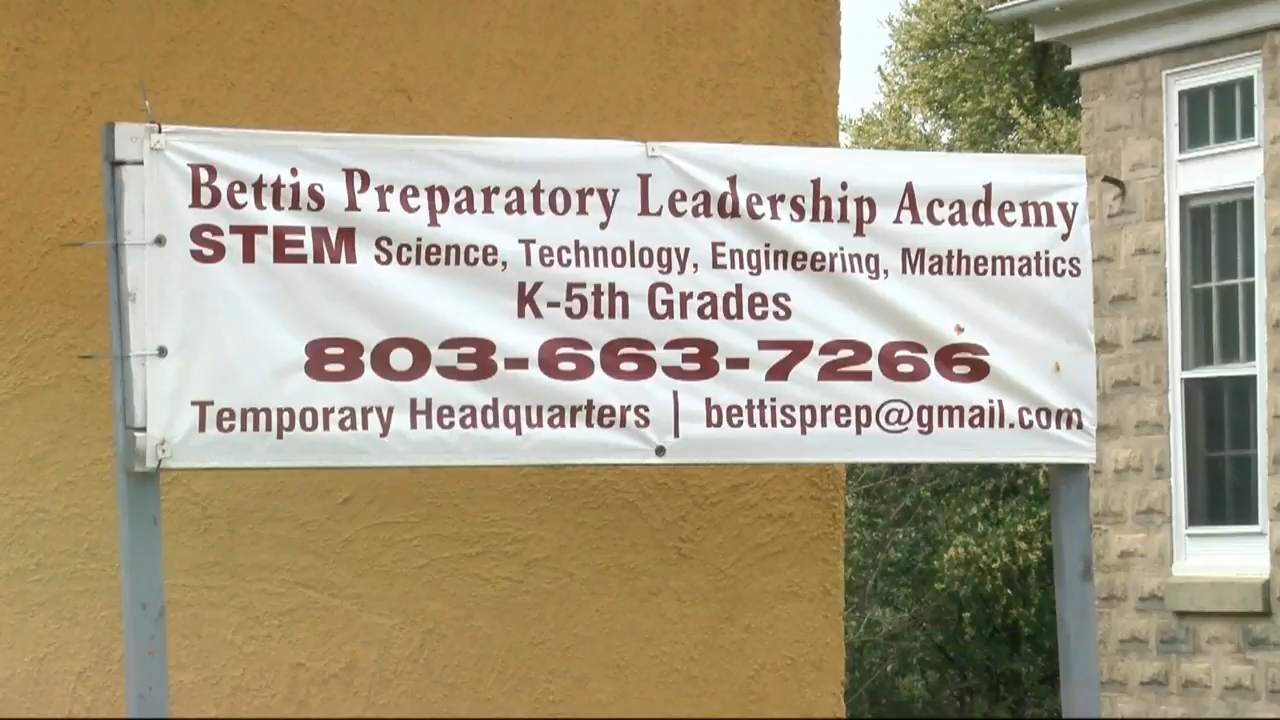 Bettis Preparatory Leadership Academy
STEM Science, Technology, Engineering, Mathematics
K-5th Grades
803-663-7266
Temporary Headquarters | bettisprep@gmail.com